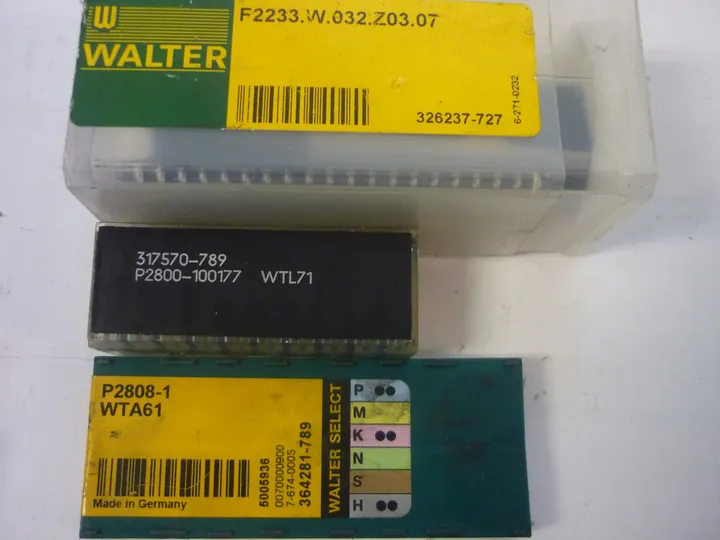 F2233.W.032.Z03.07
W
WALTER
326237-727
6-271-0232
317570-789
P2800-100177 WTL71
P2808-1
WTA61
Made in Germany
5005936
0070000900
7-674-0005
364281-789
WALTER SELECT
P
M
K
N
S
H